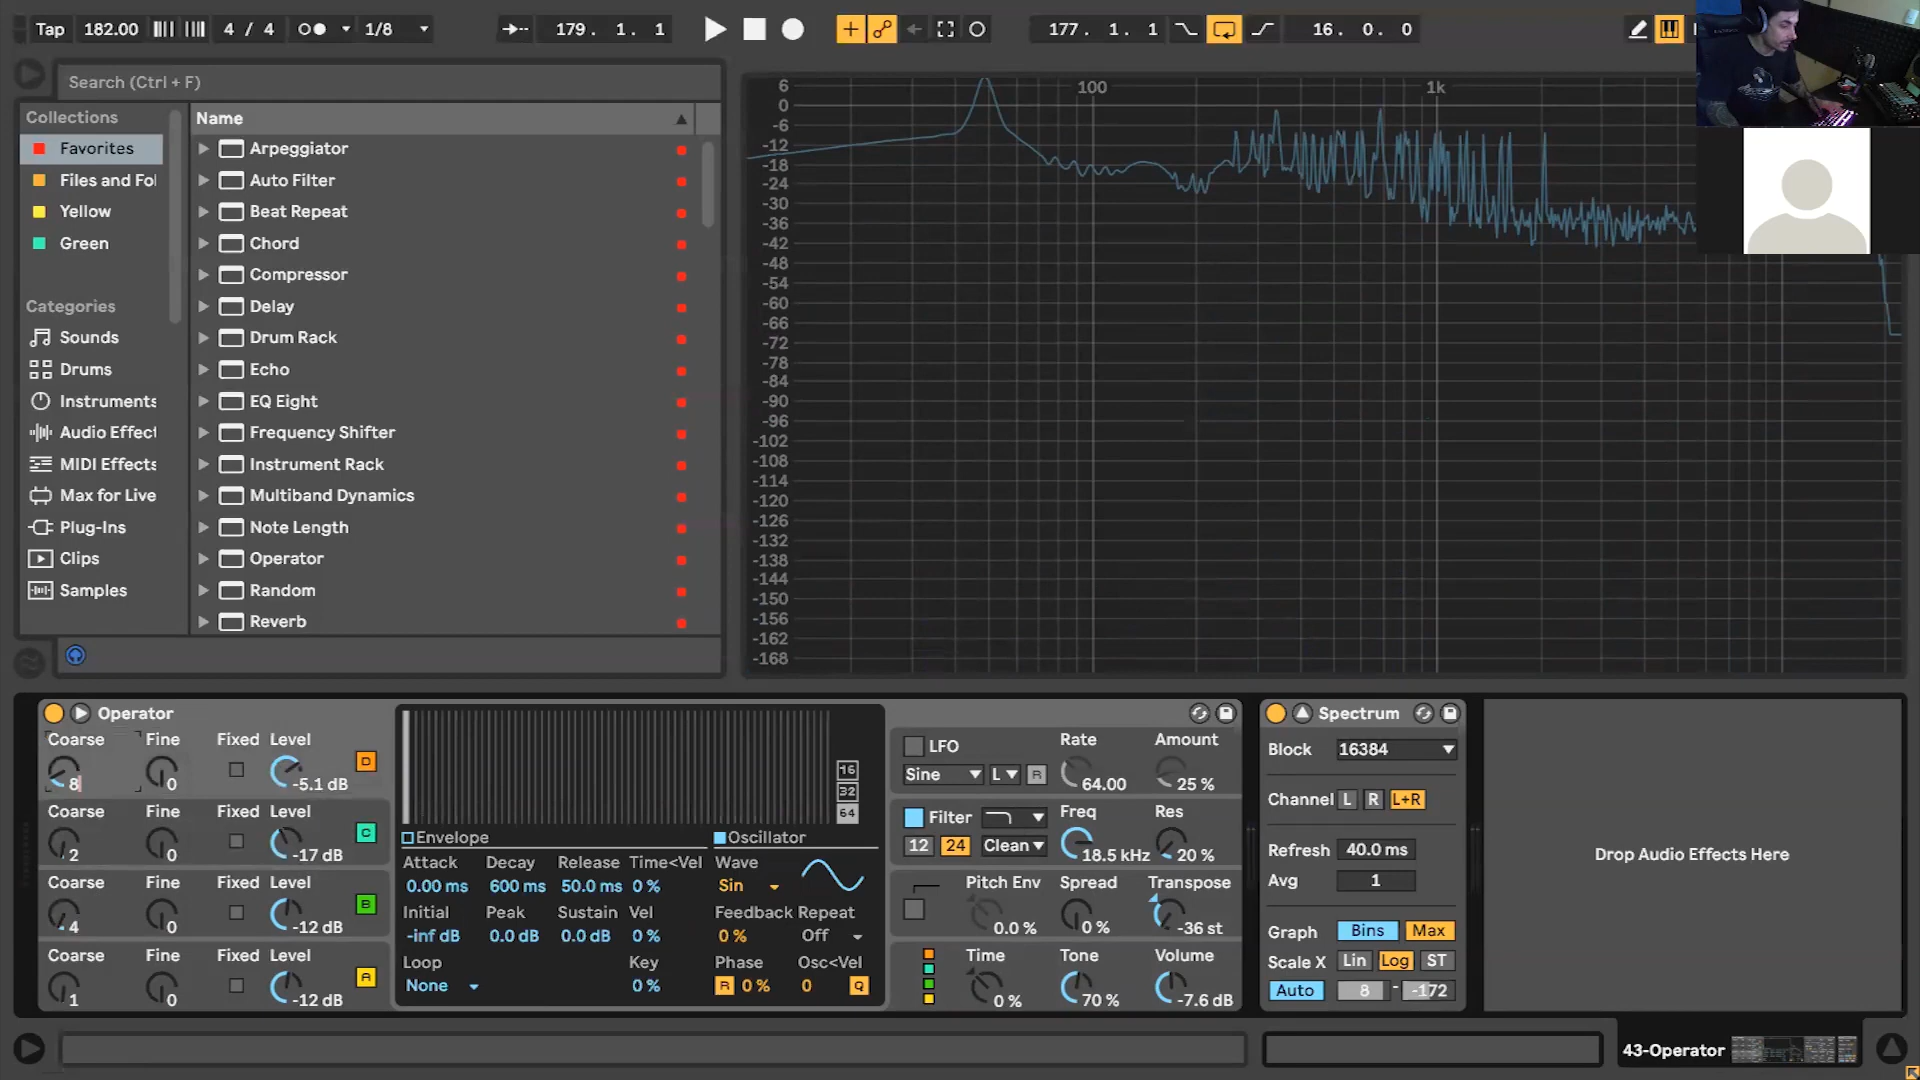 Tap 182.00 4 / 4 1/8 179. 1. 1 177. 1. 1 16. 0. 0
Search (Ctrl + F)
Collections
Favorites
Files and Fol
Yellow
Green
Categories
Sounds
Drums
Instruments
Audio Effect
MIDI Effects
Max for Live
Plug-Ins
Clips
Samples
Name
Arpeggiator
Auto Filter
Beat Repeat
Chord
Compressor
Delay
Drum Rack
Echo
EQ Eight
Frequency Shifter
Instrument Rack
Multiband Dynamics
Note Length
Operator
Random
Reverb
100 1k
6
0
-6
-12
-18
-24
-30
-36
-42
-48
-54
-60
-66
-72
-78
-84
-90
-96
-102
-108
-114
-120
-126
-132
-138
-144
-150
-156
-162
-168
Operator
Coarse Fine Fixed Level
8 0 -5.1 dB D
Coarse Fine Fixed Level
2 0 -17 dB C
Coarse Fine Fixed Level
4 0 -12 dB B
Coarse Fine Fixed Level
1 0 -12 dB A
16
32
64
Envelope Oscillator
Attack Decay Release Time<Vel Wave
0.00 ms 600 ms 50.0 ms 0 % Sin
Initial Peak Sustain Vel Feedback Repeat
-inf dB 0.0 dB 0.0 dB 0 % 0 % Off
Loop Key Phase Osc<Vel
None 0 % R 0 % 0 Q
LFO Rate Amount
Sine L R 64.00 25 %
Filter Freq Res
12 24 Clean 18.5 kHz 20 %
Pitch Env Spread Transpose
0.0 % 0 % -36 st
Time Tone Volume
0 % 70 % -7.6 dB
Spectrum
Block 16384
Channel L R L+R
Refresh 40.0 ms
Avg 1
Graph Bins Max
Scale X Lin Log ST
Auto 8 - -172
Drop Audio Effects Here
43-Operator